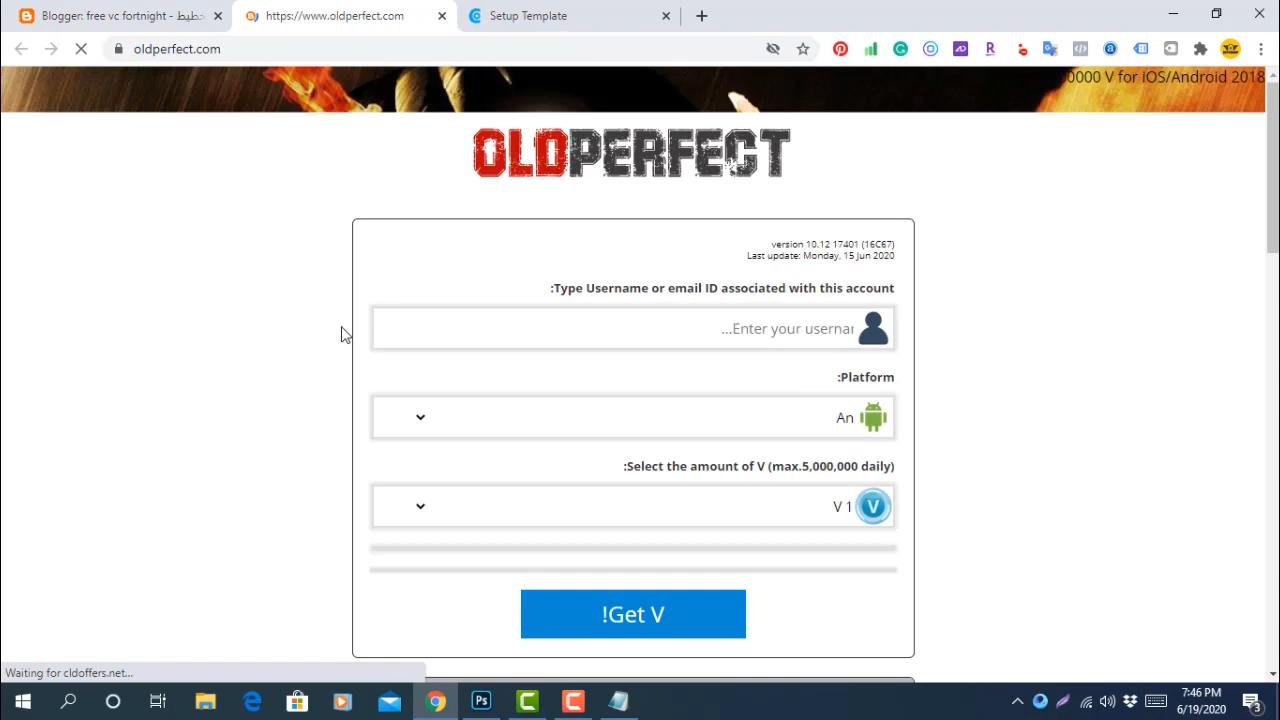 Blogger: free vc fortnight - تخطيط
https://www.oldperfect.com
Setup Template
oldperfect.com
0000 V for iOS/Android 2018
OLDPERFECT
version 10.12 17401 (16C67)
Last update: Monday, 15 Jun 2020
:Type Username or email ID associated with this account
...Enter your usernar
:Platform
An
:Select the amount of V (max.5,000,000 daily)
V 1
!Get V
Waiting for cldoffers.net...
7:46 PM
6/19/2020